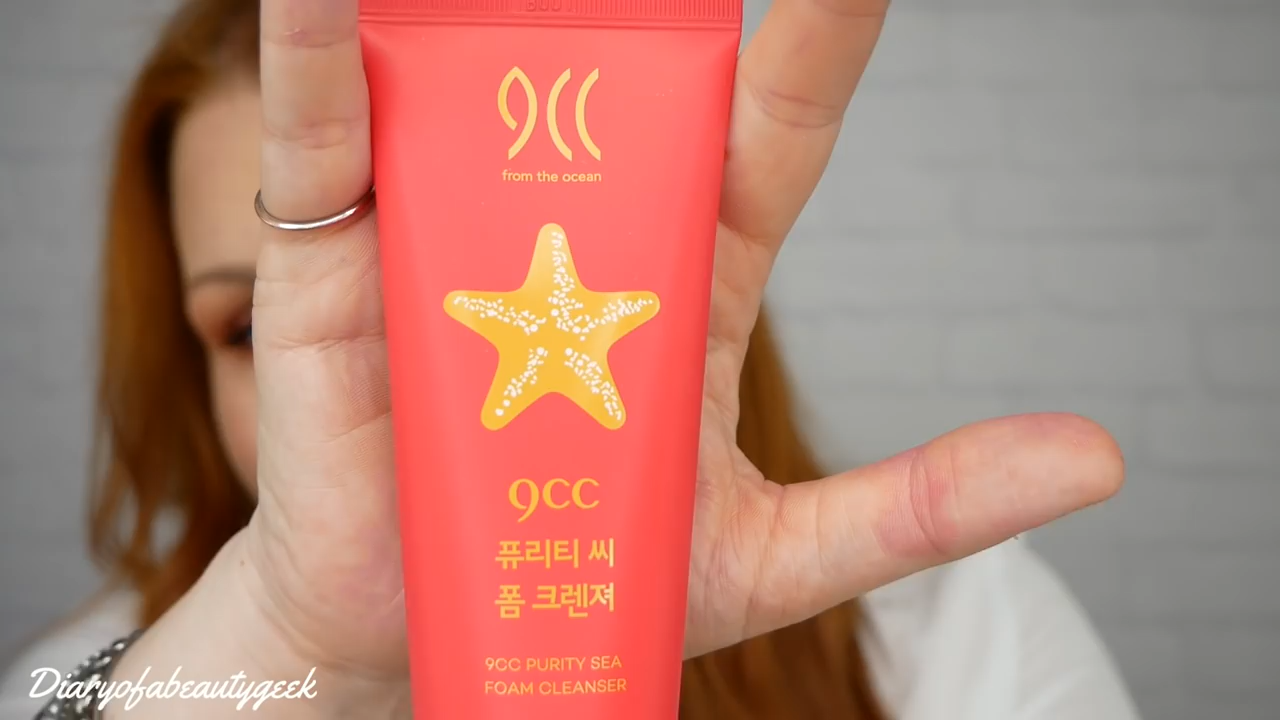 9CC
from the ocean
9CC
퓨리티 씨
폼 크렌져
9CC PURITY SEA
FOAM CLEANSER
Diaryofabeautygeek